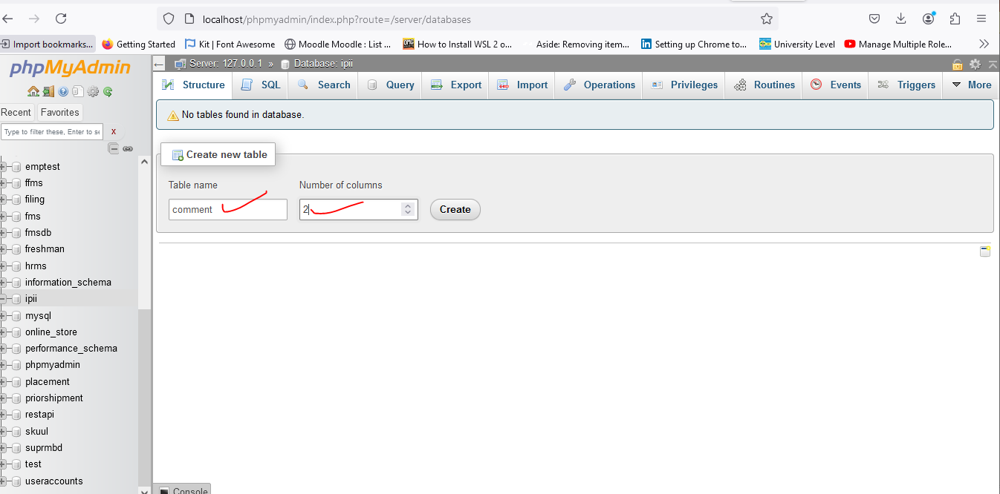 localhost/phpmyadmin/index.php?route=/server/databases
Import bookmarks... Getting Started Kit | Font Awesome Moodle Moodle : List ... How to Install WSL 2 o... Aside: Removing item... Setting up Chrome to... University Level Manage Multiple Role...
phpMyAdmin
Server: 127.0.0.1 » Database: ipii
Structure SQL Search Query Export Import Operations Privileges Routines Events Triggers More
Recent Favorites
No tables found in database.
Type to filter these, Enter to se X
Create new table
Table name Number of columns
comment 2 Create
emptest
ffms
filing
fms
fmsdb
freshman
hrms
information_schema
ipii
mysql
online_store
performance_schema
phpmyadmin
placement
priorshipment
restapi
skuul
suprmbd
test
useraccounts
Console